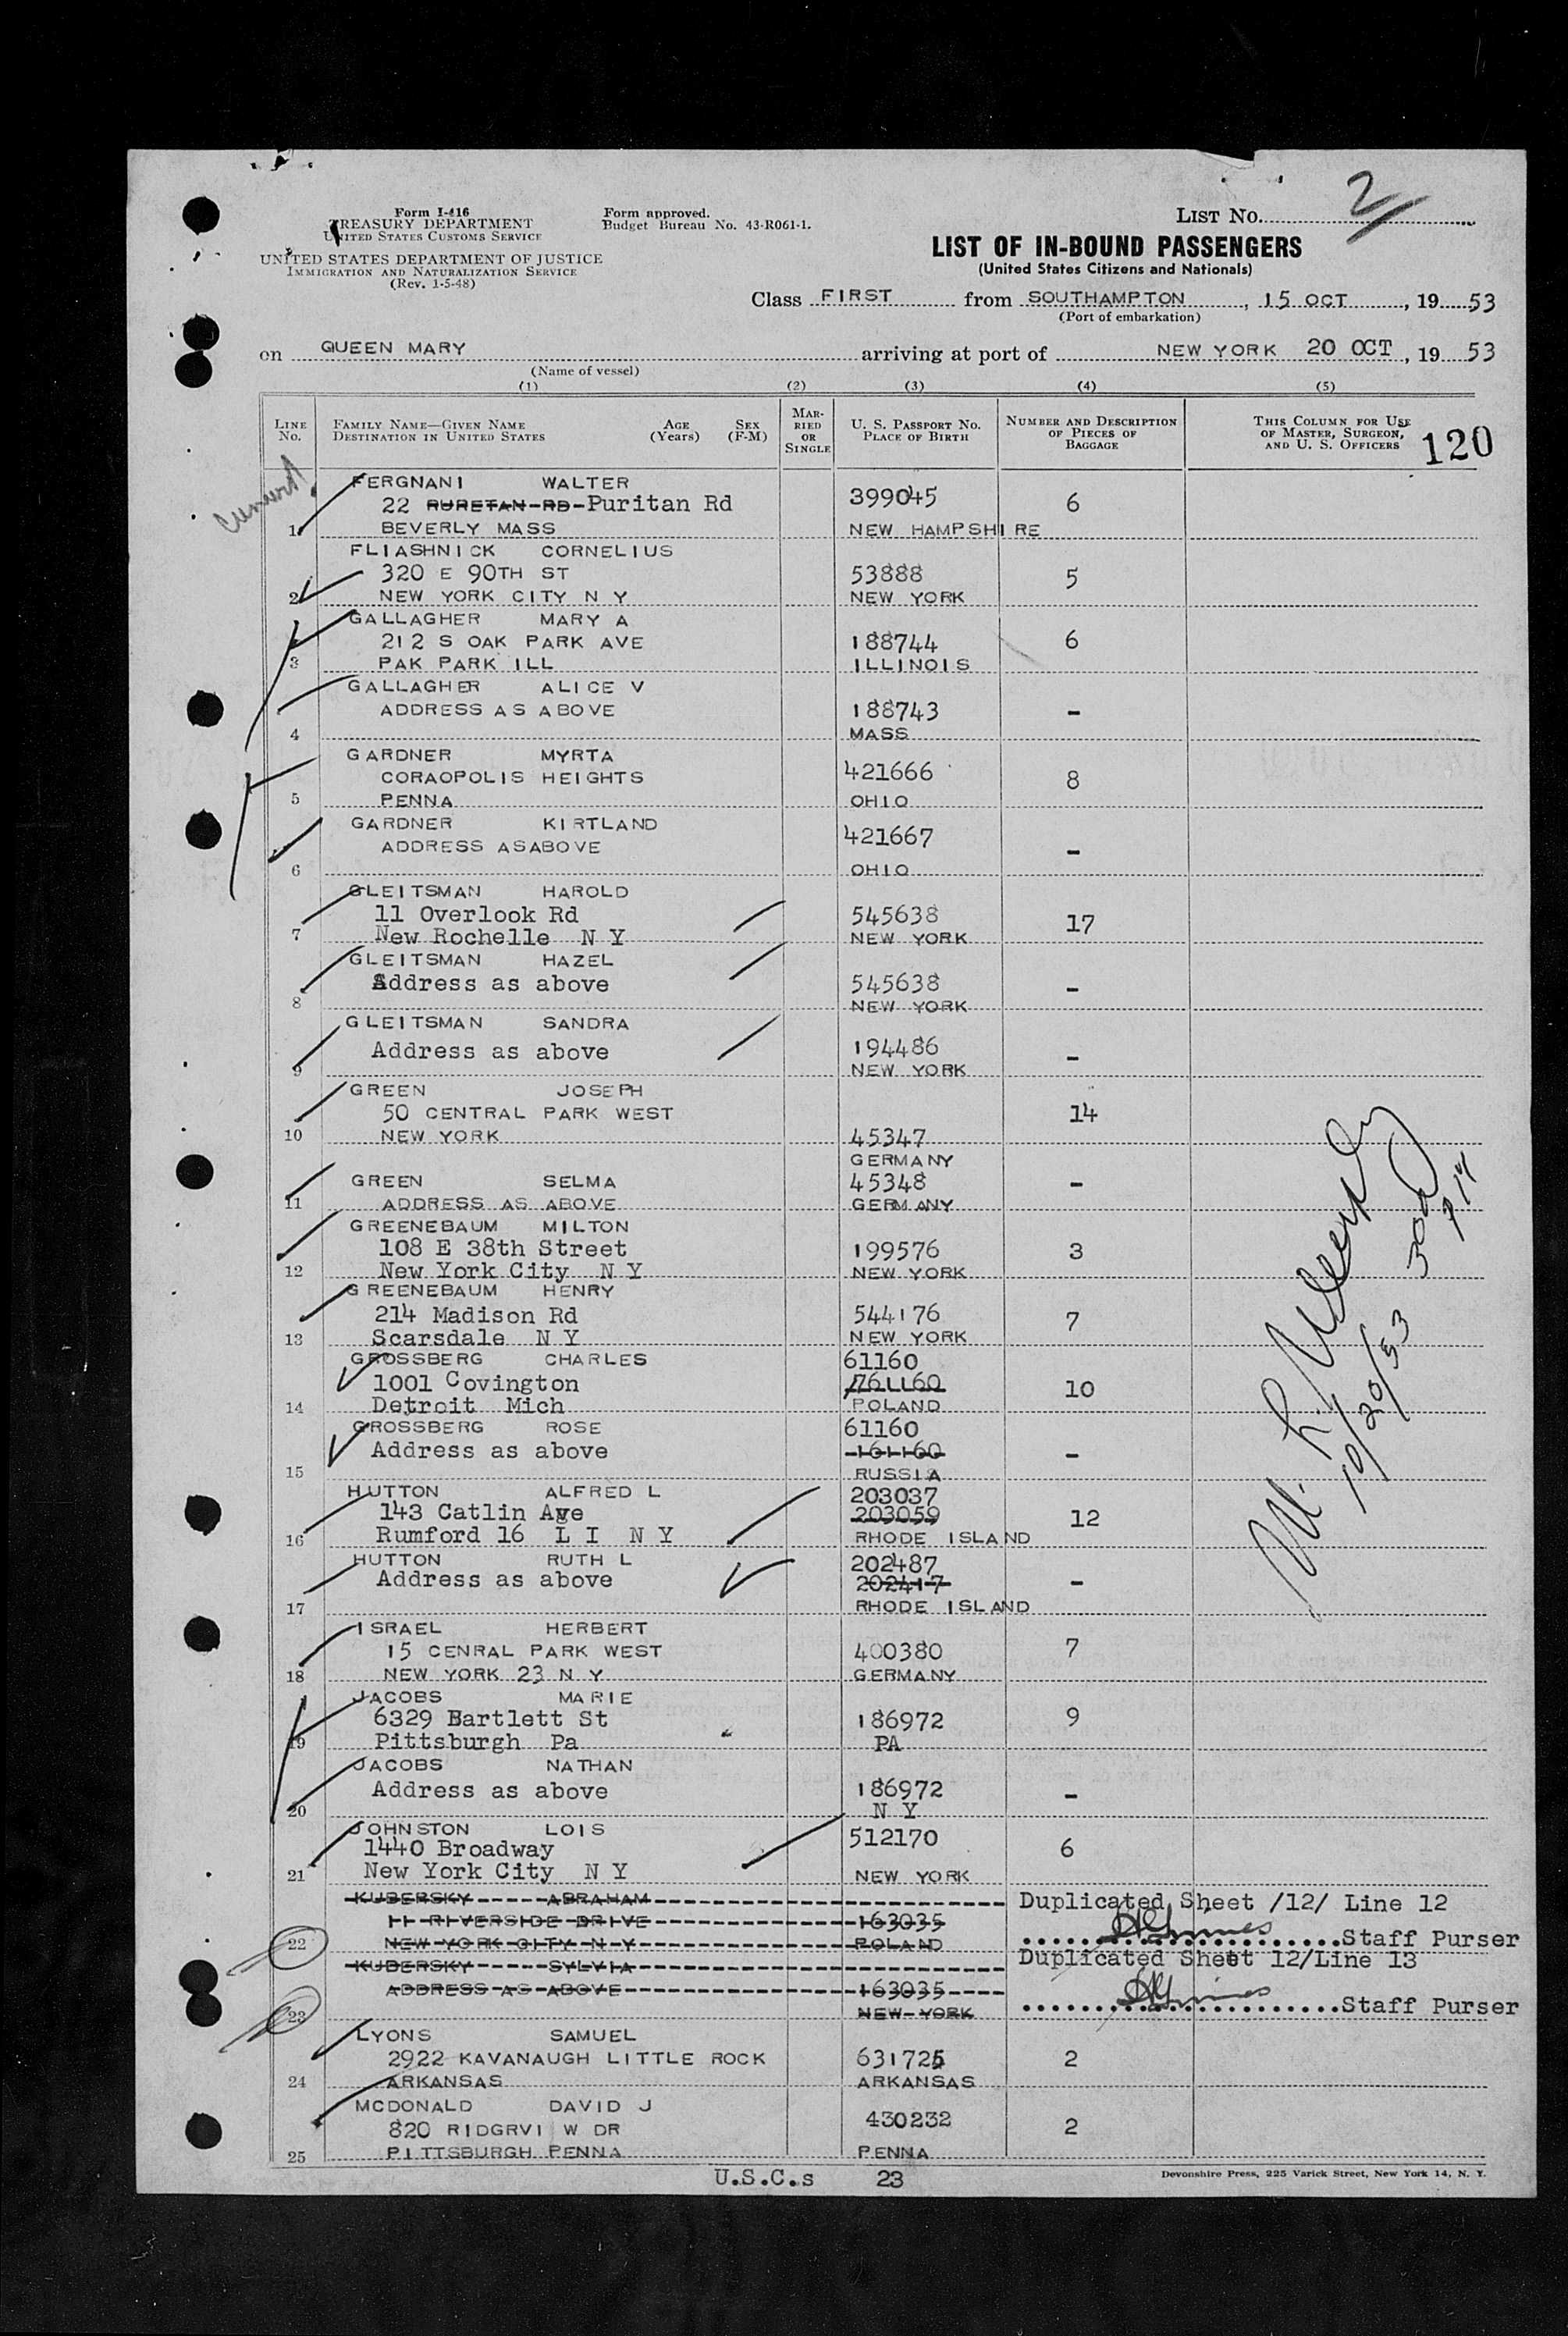 Form I-416
TREASURY DEPARTMENT
UNITED STATES CUSTOMS SERVICE
UNITED STATES DEPARTMENT OF JUSTICE
IMMIGRATION AND NATURALIZATION SERVICE
(Rev. 1-5-48)
Form approved.
Budget Bureau No. 43-R061-1.
LIST NO. 2
LIST OF IN-BOUND PASSENGERS
(United States Citizens and Nationals)
Class FIRST from SOUTHAMPTON, 15 OCT, 19 53
(Port of embarkation)
on QUEEN MARY arriving at port of NEW YORK 20 OCT, 19 53
(Name of vessel)
(1) (2) (3) (4) (5)
LINE No. FAMILY NAME—GIVEN NAME DESTINATION IN UNITED STATES AGE (Years) SEX (F-M) MARRIED OR SINGLE U. S. PASSPORT NO. PLACE OF BIRTH NUMBER AND DESCRIPTION OF PIECES OF BAGGAGE THIS COLUMN FOR USE OF MASTER, SURGEON, AND U. S. OFFICERS 120
FERGNANI WALTER
22 RURETAN RD Puritan Rd 399045 6
1 BEVERLY MASS NEW HAMPSHIRE
FLIASHNICK CORNELIUS
320 E 90TH ST 53888 5
2 NEW YORK CITY N Y NEW YORK
GALLAGHER MARY A
212 S OAK PARK AVE 188744 6
3 PAK PARK ILL ILLINOIS
GALLAGHER ALICE V
ADDRESS AS ABOVE 188743 -
4 MASS
GARDNER MYRTA
CORAOPOLIS HEIGHTS 421666 8
5 PENNA OHIO
GARDNER KIRTLAND
ADDRESS ASABOVE 421667 -
6 OHIO
GLEITSMAN HAROLD
11 Overlook Rd 545638 17
7 New Rochelle N Y NEW YORK
GLEITSMAN HAZEL
Address as above 545638 -
8 NEW YORK
GLEITSMAN SANDRA
Address as above 194486 -
9 NEW YORK
GREEN JOSEPH
50 CENTRAL PARK WEST 14
10 NEW YORK 45347
GERMANY
GREEN SELMA 45348 -
11 ADDRESS AS ABOVE GERMANY
GREENEBAUM MILTON
108 E 38th Street 199576 3
12 New York City N Y NEW YORK
GREENEBAUM HENRY
214 Madison Rd 544176 7
13 Scarsdale N Y NEW YORK
GROSSBERG CHARLES 61160
1001 Covington 761160 10
14 Detroit Mich POLAND
GROSSBERG ROSE 61160
Address as above 161160 -
15 RUSSIA
HUTTON ALFRED L 203037
143 Catlin Ave 203059 12
16 Rumford 16 L I N Y RHODE ISLAND
HUTTON RUTH L 202487
Address as above 202417 -
17 RHODE ISLAND
ISRAEL HERBERT
15 CENRAL PARK WEST 400380 7
18 NEW YORK 23 N Y GERMANY
JACOBS MARIE
6329 Bartlett St 186972 9
19 Pittsburgh Pa PA
JACOBS NATHAN
Address as above 186972 -
20 N Y
JOHNSTON LOIS
1440 Broadway 512170 6
21 New York City N Y NEW YORK
KUBERSKY ABRAHAM Duplicated Sheet /12/ Line 12
11 RIVERSIDE DRIVE 163035
22 NEW YORK CITY N Y POLAND Staff Purser
KUBERSKY SYLVIA Duplicated Sheet 12/Line 13
ADDRESS AS ABOVE 163035
23 NEW YORK Staff Purser
LYONS SAMUEL
2922 KAVANAUGH LITTLE ROCK 631725 2
24 ARKANSAS ARKANSAS
MCDONALD DAVID J
820 RIDGRVI W DR 430232 2
25 PITTSBURGH PENNA PENNA
10/20/53
U.S.C.s 23
Devonshire Press, 225 Varick Street, New York 14, N. Y.